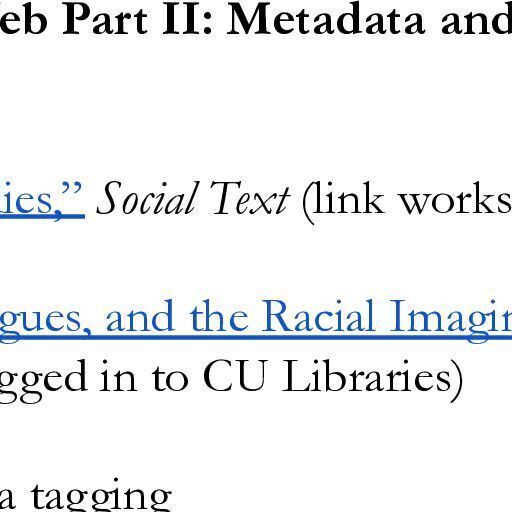 eb Part II: Metadata and
ies,” Social Text (link works
gues, and the Racial Imagin
gged in to CU Libraries)
a tagging